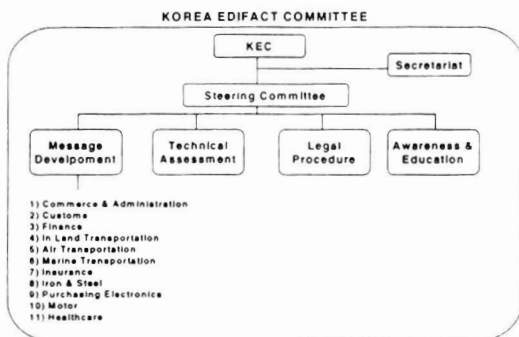 KOREA EDIFACT COMMITTEE
KEC
Secretariat
Steering Committee
Message
Develpoment
Technical
Assessment
Legal
Procedure
Awareness &
Education
1) Commerce & Administration
2) Customs
3) Finance
4) In Land Transportation
5) Air Transportation
6) Marine Transportation
7) Insurance
8) Iron & Steel
9) Purchasing Electronics
10) Motor
11) Healthcare